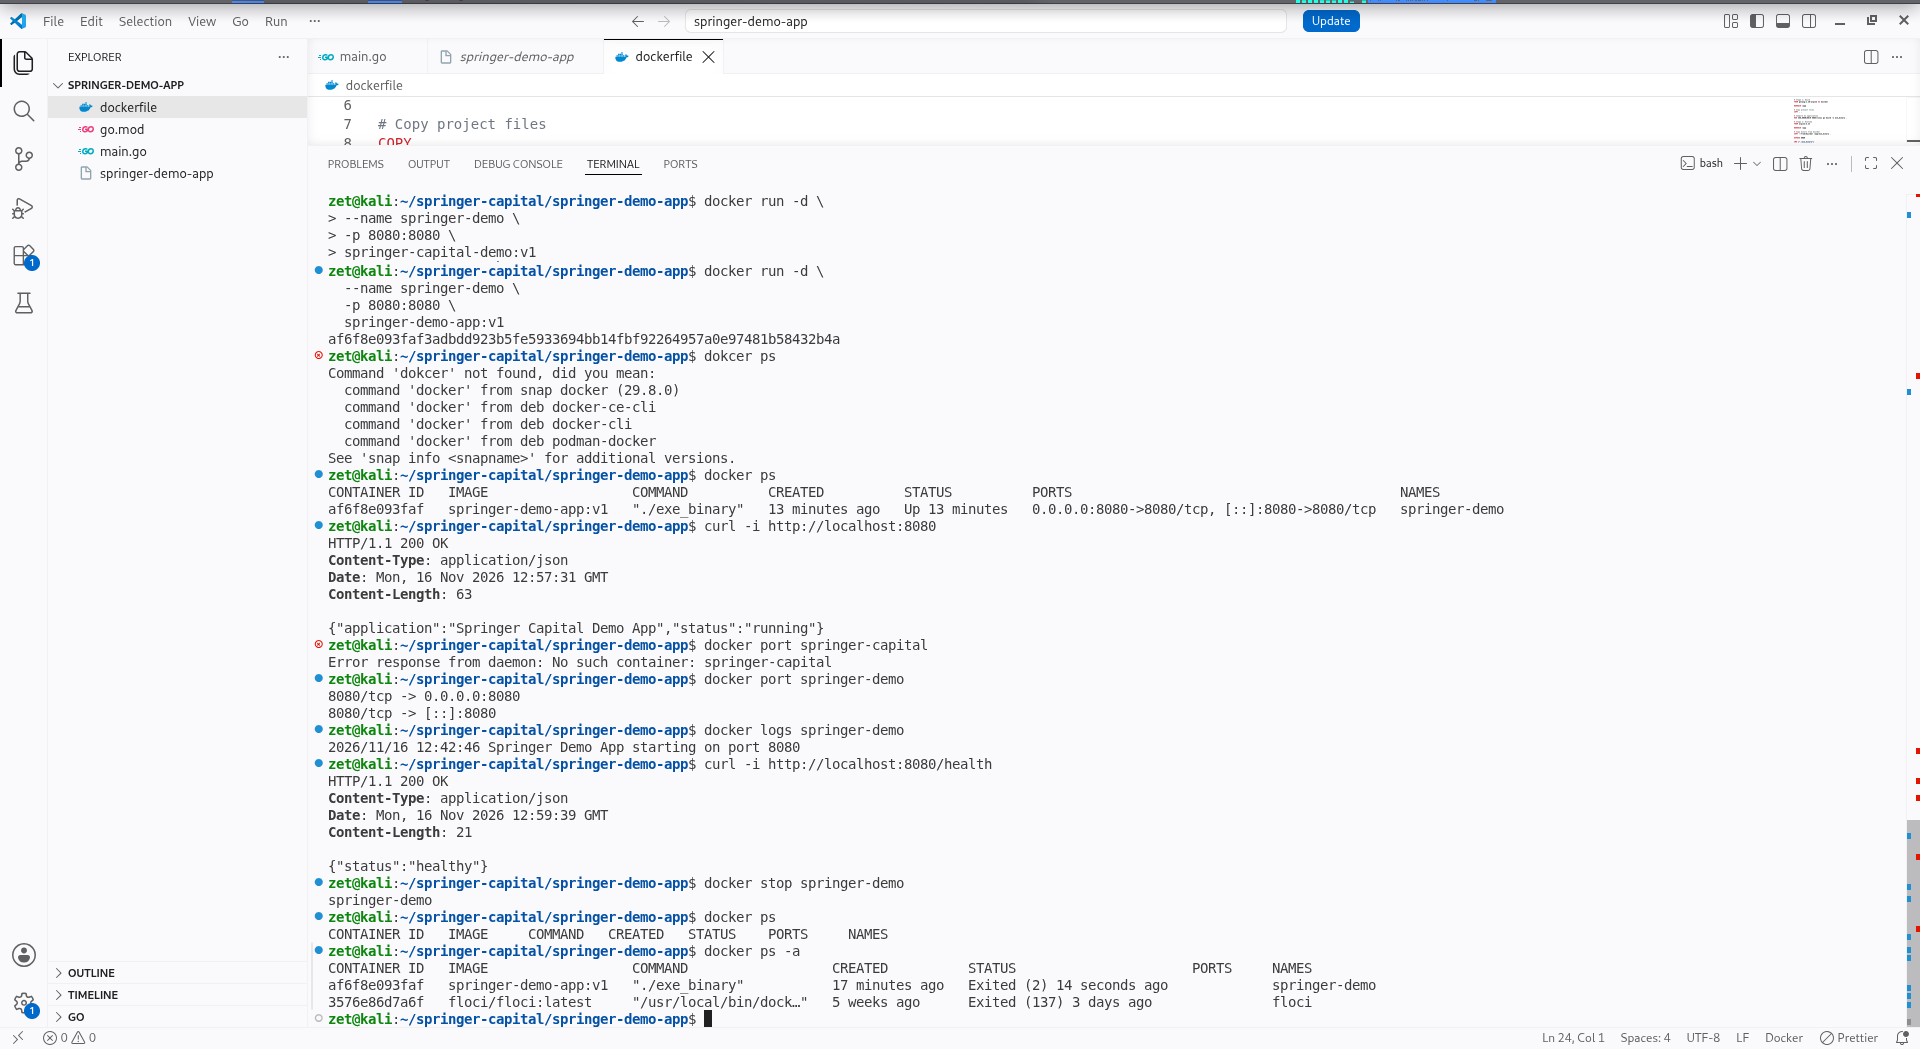 File Edit Selection View Go Run ···
springer-demo-app
Update
EXPLORER ···
main.go
springer-demo-app
dockerfile
SPRINGER-DEMO-APP
dockerfile
go.mod
main.go
springer-demo-app
dockerfile
6
7 # Copy project files
8 COPY
PROBLEMS OUTPUT DEBUG CONSOLE TERMINAL PORTS
bash
zet@kali:~/springer-capital/springer-demo-app$ docker run -d \
> --name springer-demo \
> -p 8080:8080 \
> springer-capital-demo:v1
zet@kali:~/springer-capital/springer-demo-app$ docker run -d \
  --name springer-demo \
  -p 8080:8080 \
  springer-demo-app:v1
af6f8e093faf3adbdd923b5fe5933694bb14fbf92264957a0e97481b58432b4a
zet@kali:~/springer-capital/springer-demo-app$ dokcer ps
Command 'dokcer' not found, did you mean:
  command 'docker' from snap docker (29.8.0)
  command 'docker' from deb docker-ce-cli
  command 'docker' from deb docker-cli
  command 'docker' from deb podman-docker
See 'snap info <snapname>' for additional versions.
zet@kali:~/springer-capital/springer-demo-app$ docker ps
CONTAINER ID   IMAGE                  COMMAND          CREATED          STATUS          PORTS                                         NAMES
af6f8e093faf   springer-demo-app:v1   "./exe_binary"   13 minutes ago   Up 13 minutes   0.0.0.0:8080->8080/tcp, [::]:8080->8080/tcp   springer-demo
zet@kali:~/springer-capital/springer-demo-app$ curl -i http://localhost:8080
HTTP/1.1 200 OK
Content-Type: application/json
Date: Mon, 16 Nov 2026 12:57:31 GMT
Content-Length: 63
{"application":"Springer Capital Demo App","status":"running"}
zet@kali:~/springer-capital/springer-demo-app$ docker port springer-capital
Error response from daemon: No such container: springer-capital
zet@kali:~/springer-capital/springer-demo-app$ docker port springer-demo
8080/tcp -> 0.0.0.0:8080
8080/tcp -> [::]:8080
zet@kali:~/springer-capital/springer-demo-app$ docker logs springer-demo
2026/11/16 12:42:46 Springer Demo App starting on port 8080
zet@kali:~/springer-capital/springer-demo-app$ curl -i http://localhost:8080/health
HTTP/1.1 200 OK
Content-Type: application/json
Date: Mon, 16 Nov 2026 12:59:39 GMT
Content-Length: 21
{"status":"healthy"}
zet@kali:~/springer-capital/springer-demo-app$ docker stop springer-demo
springer-demo
zet@kali:~/springer-capital/springer-demo-app$ docker ps
CONTAINER ID   IMAGE     COMMAND   CREATED   STATUS    PORTS     NAMES
zet@kali:~/springer-capital/springer-demo-app$ docker ps -a
CONTAINER ID   IMAGE                  COMMAND                  CREATED          STATUS                      PORTS     NAMES
af6f8e093faf   springer-demo-app:v1   "./exe_binary"           17 minutes ago   Exited (2) 14 seconds ago             springer-demo
3576e86d7a6f   floci/floci:latest     "/usr/local/bin/dock…"   5 weeks ago      Exited (137) 3 days ago               floci
zet@kali:~/springer-capital/springer-demo-app$
1
1
OUTLINE
TIMELINE
GO
0 0
Ln 24, Col 1 Spaces: 4 UTF-8 LF Docker Prettier